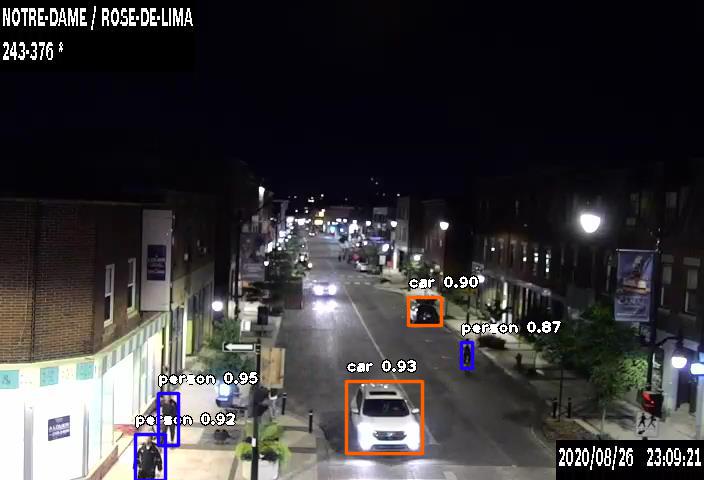 NOTRE-DAME / ROSE-DE-LIMA
243-376 *
car 0.90
person 0.87
car 0.93
person 0.95
person 0.92
A LOUER
2020/08/26 23:09:21